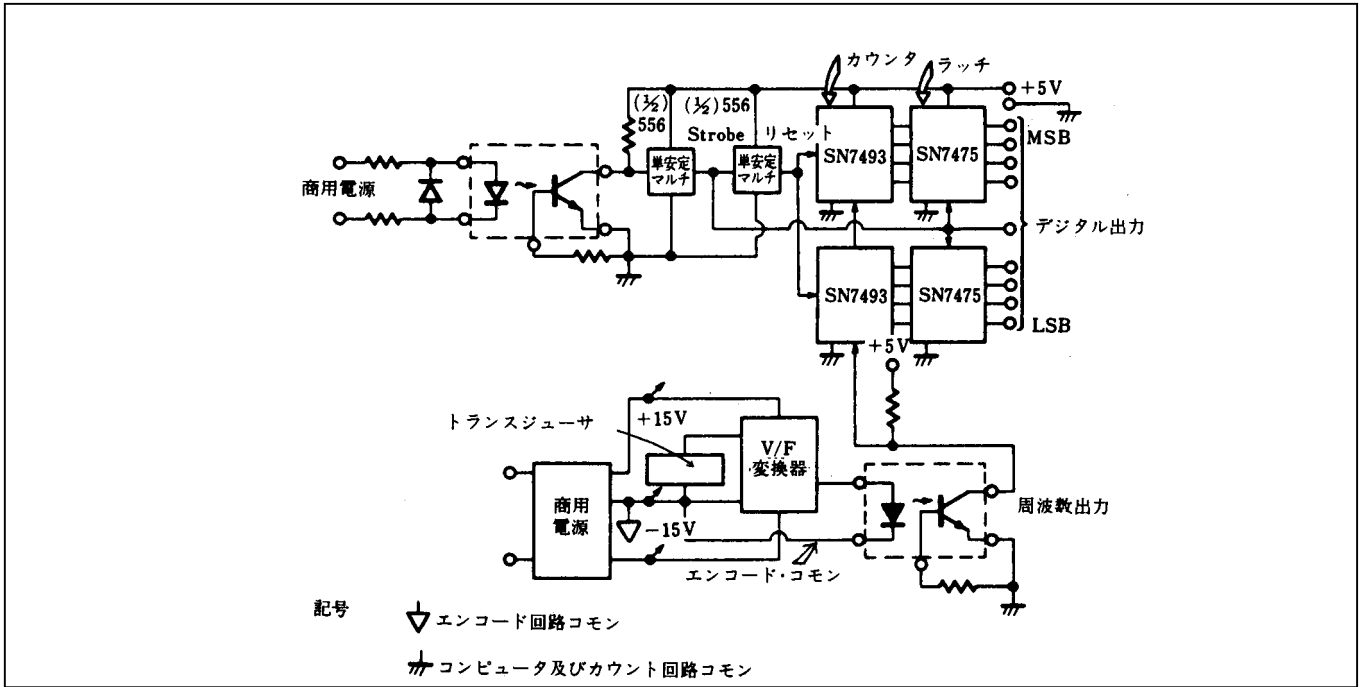 カウンタ
ラッチ
+5V
(½)
556
(½)556
Strobe
リセット
MSB
SN7493
SN7475
単安定
マルチ
単安定
マルチ
商用電源
デジタル出力
SN7493
SN7475
LSB
+5V
トランスジューサ
+15V
V/F
変換器
商用
電源
−15V
周波数出力
エンコード・コモン
記号
エンコード回路コモン
コンピュータ及びカウント回路コモン